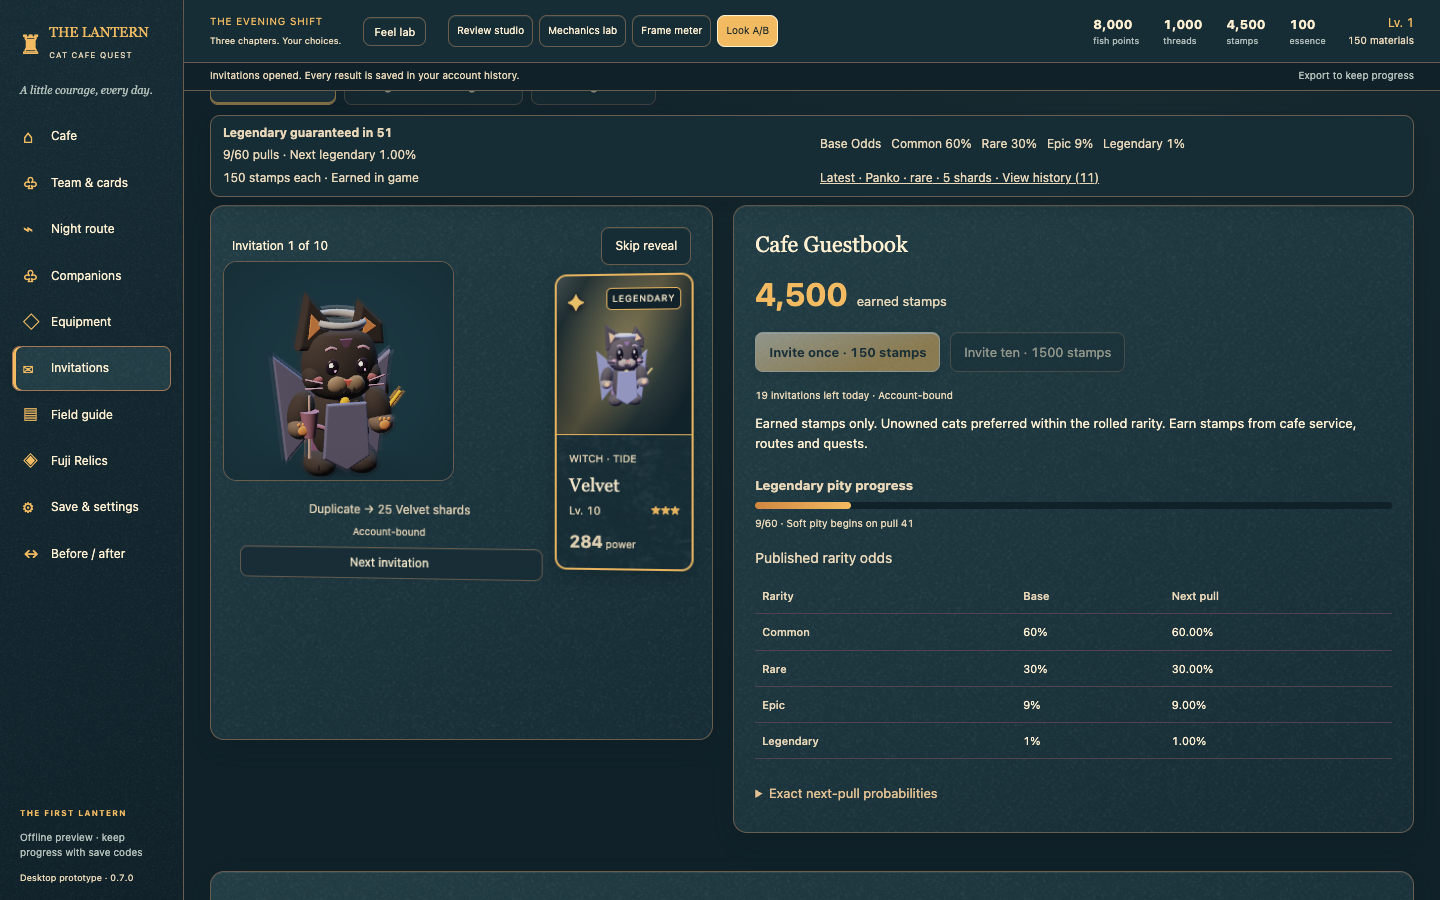 THE LANTERN
CAT CAFE QUEST
A little courage, every day.
Cafe
Team & cards
Night route
Companions
Equipment
Invitations
Field guide
Fuji Relics
Save & settings
Before / after
THE FIRST LANTERN
Offline preview · keep
progress with save codes
Desktop prototype · 0.7.0
THE EVENING SHIFT
Three chapters. Your choices.
Feel lab
Review studio
Mechanics lab
Frame meter
Look A/B
8,000
fish points
1,000
threads
4,500
stamps
100
essence
Lv. 1
150 materials
Invitations opened. Every result is saved in your account history.
Export to keep progress
Legendary guaranteed in 51
9/60 pulls · Next legendary 1.00%
150 stamps each · Earned in game
Base Odds Common 60% Rare 30% Epic 9% Legendary 1%
Latest · Panko · rare · 5 shards · View history (11)
Invitation 1 of 10
Skip reveal
LEGENDARY
WITCH · TIDE
Velvet
Lv. 10 ★★★
284 power
Duplicate → 25 Velvet shards
Account-bound
Next invitation
Cafe Guestbook
4,500 earned stamps
Invite once · 150 stamps
Invite ten · 1500 stamps
19 invitations left today · Account-bound
Earned stamps only. Unowned cats preferred within the rolled rarity. Earn stamps from cafe service,
routes and quests.
Legendary pity progress
9/60 · Soft pity begins on pull 41
Published rarity odds
Rarity Base Next pull
Common 60% 60.00%
Rare 30% 30.00%
Epic 9% 9.00%
Legendary 1% 1.00%
Exact next-pull probabilities